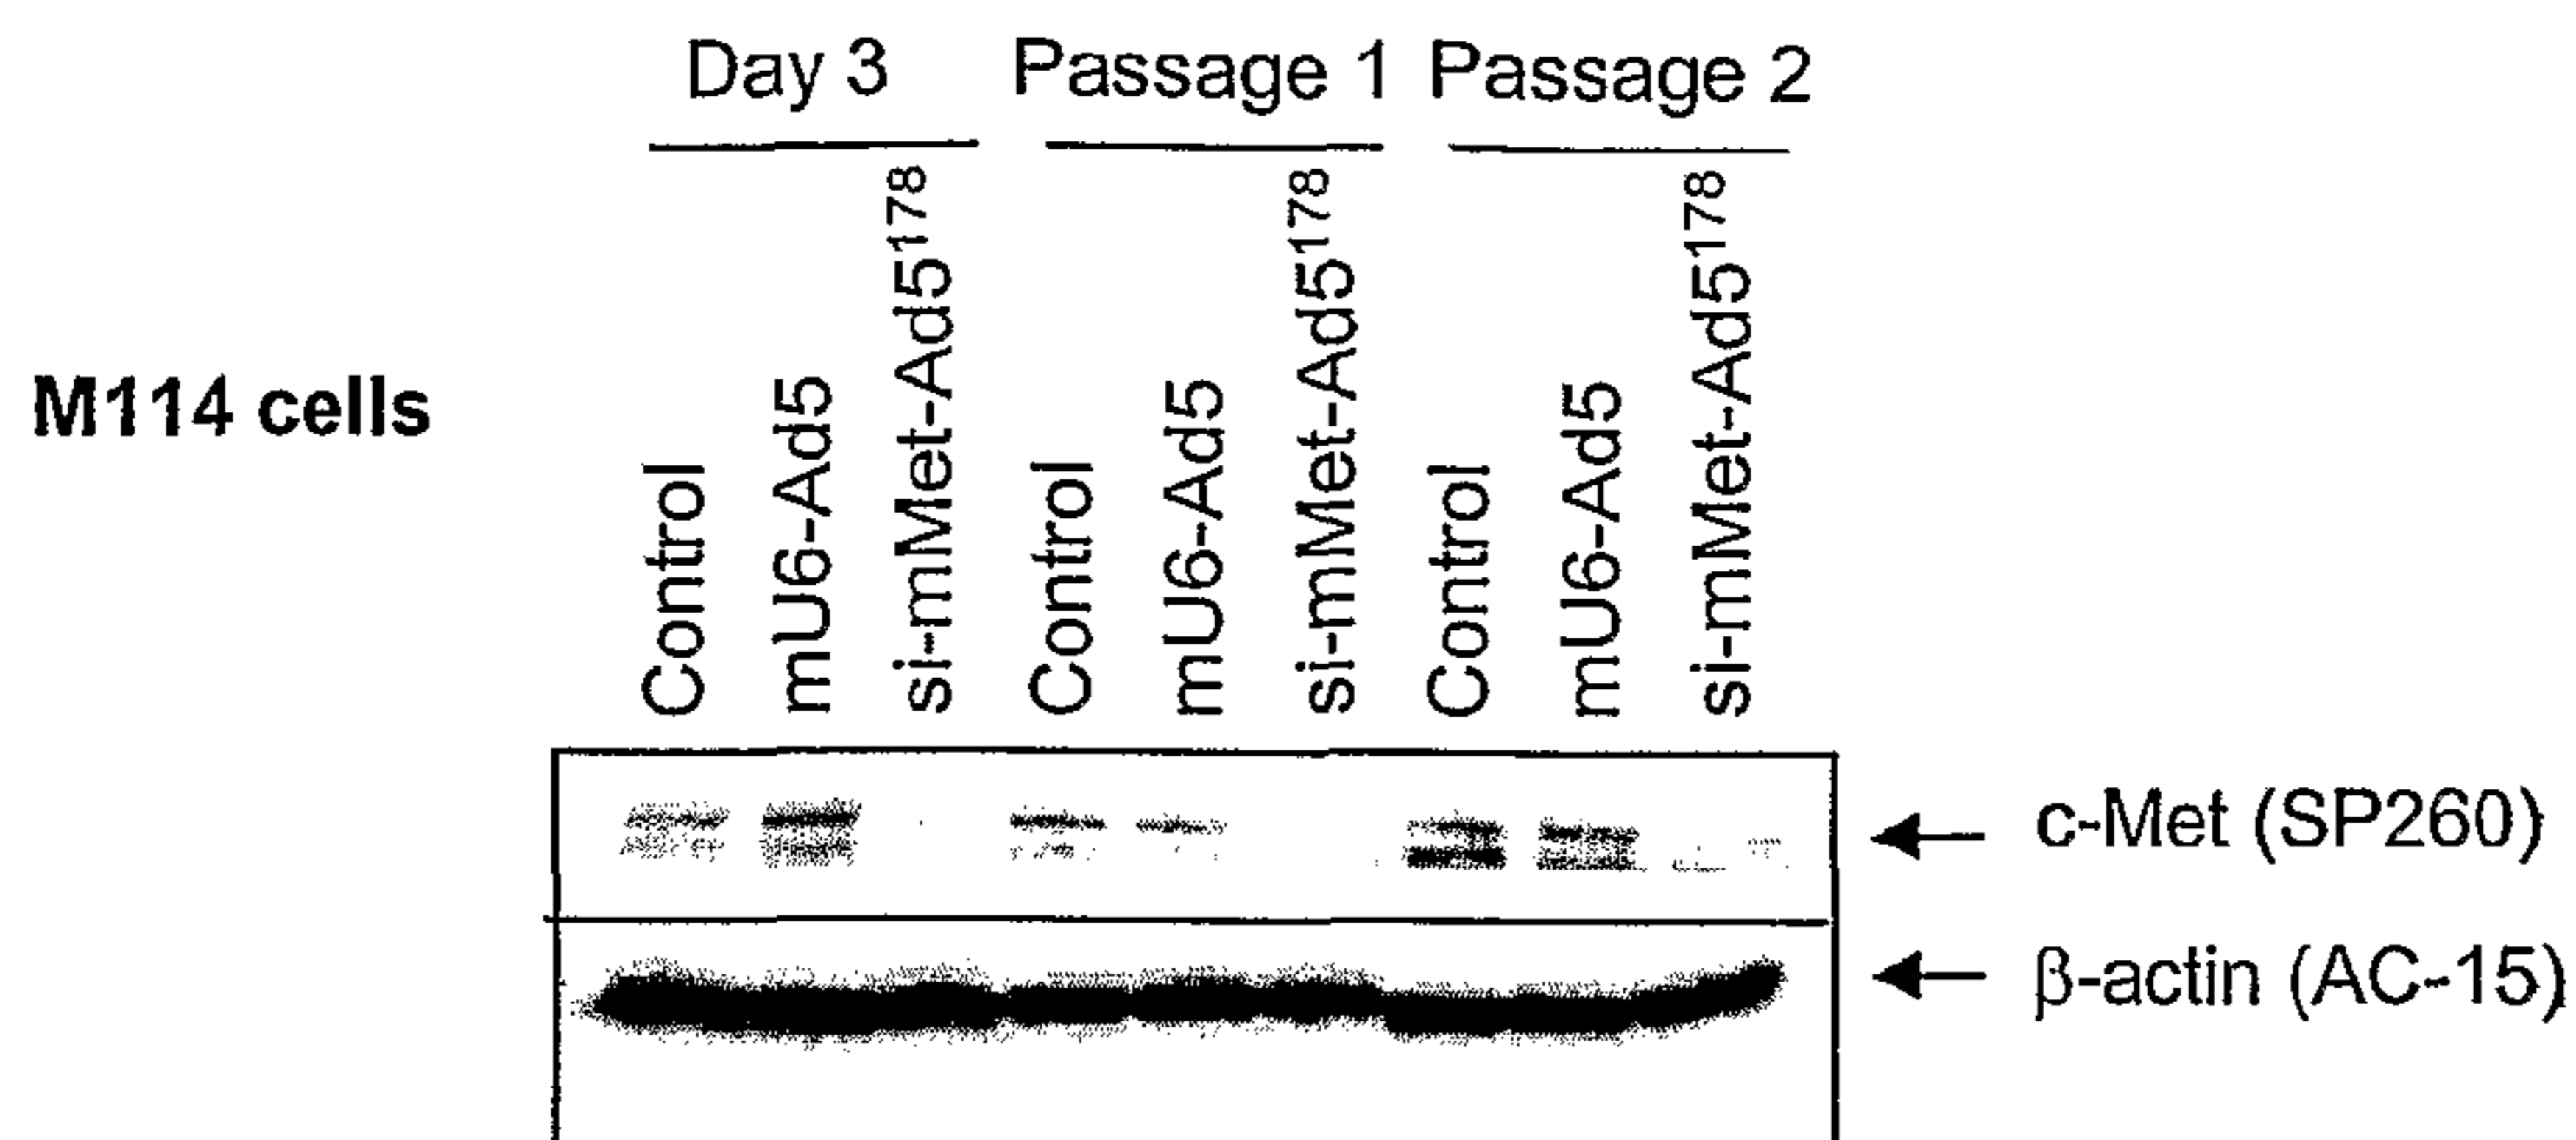 Day 3 Passage 1 Passage 2
M114 cells
Control
mU6-Ad5
si-mMet-Ad5¹⁷⁸
Control
mU6-Ad5
si-mMet-Ad5¹⁷⁸
Control
mU6-Ad5
si-mMet-Ad5¹⁷⁸
c-Met (SP260)
β-actin (AC-15)